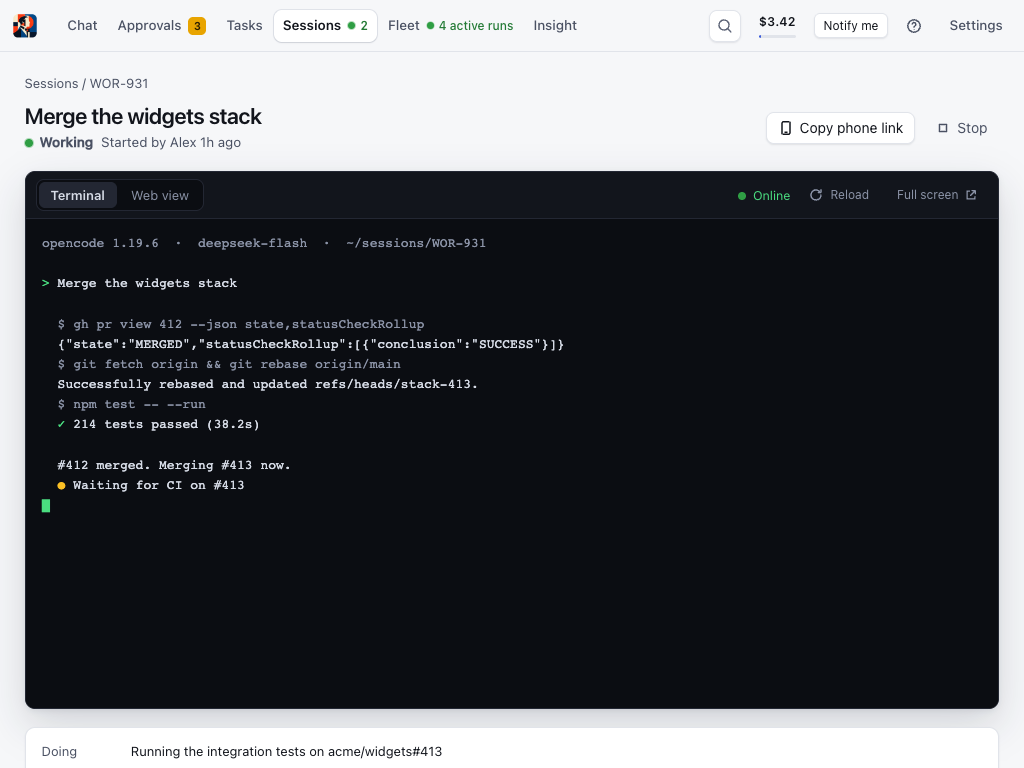 Chat Approvals 3 Tasks Sessions 2 Fleet 4 active runs Insight $3.42 Notify me Settings
Sessions / WOR-931
Merge the widgets stack
Working Started by Alex 1h ago
Copy phone link Stop
Terminal Web view Online Reload Full screen
opencode 1.19.6 · deepseek-flash · ~/sessions/WOR-931
> Merge the widgets stack
$ gh pr view 412 --json state,statusCheckRollup
{"state":"MERGED","statusCheckRollup":[{"conclusion":"SUCCESS"}]}
$ git fetch origin && git rebase origin/main
Successfully rebased and updated refs/heads/stack-413.
$ npm test -- --run
✓ 214 tests passed (38.2s)
#412 merged. Merging #413 now.
● Waiting for CI on #413
Doing Running the integration tests on acme/widgets#413